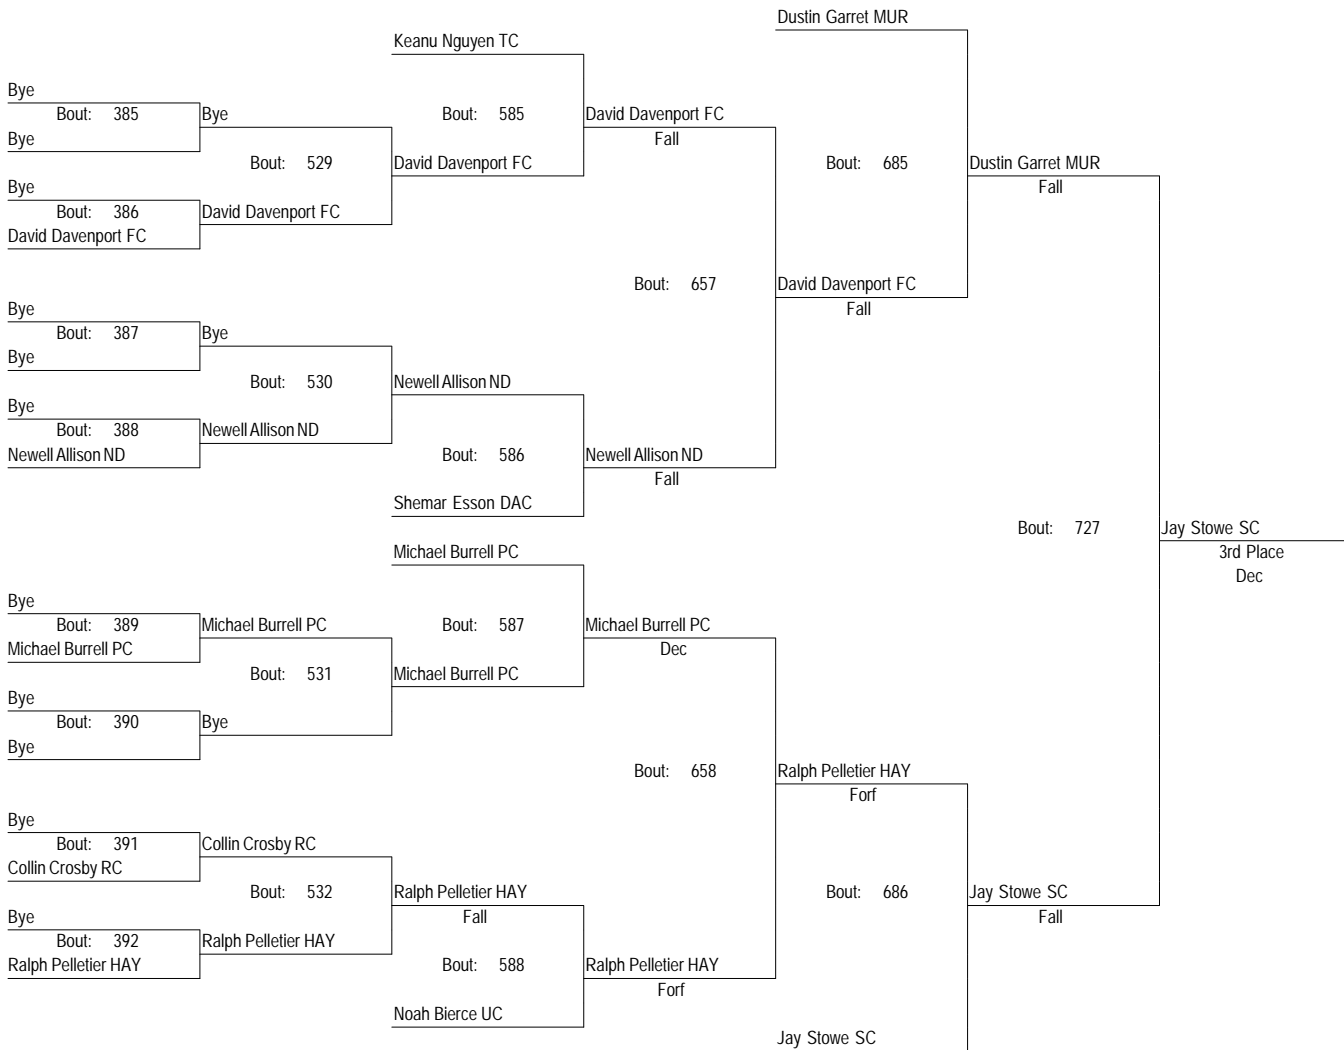 Dustin Garret MUR
Keanu Nguyen TC
Bye
Bout: 385
Bye
Bout: 585
David Davenport FC
Bye
Fall
Bout: 529
David Davenport FC
Bout: 685
Dustin Garret MUR
Bye
Fall
Bout: 386
David Davenport FC
David Davenport FC
Bout: 657
David Davenport FC
Bye
Fall
Bout: 387
Bye
Bye
Bout: 530
Newell Allison ND
Bye
Bout: 388
Newell Allison ND
Newell Allison ND
Bout: 586
Newell Allison ND
Fall
Shemar Esson DAC
Bout: 727
Jay Stowe SC
Michael Burrell PC
3rd Place
Dec
Bye
Bout: 389
Michael Burrell PC
Bout: 587
Michael Burrell PC
Michael Burrell PC
Dec
Bout: 531
Michael Burrell PC
Bye
Bout: 390
Bye
Bye
Bout: 658
Ralph Pelletier HAY
Forf
Bye
Bout: 391
Collin Crosby RC
Collin Crosby RC
Bout: 532
Ralph Pelletier HAY
Bout: 686
Jay Stowe SC
Bye
Fall
Fall
Bout: 392
Ralph Pelletier HAY
Ralph Pelletier HAY
Bout: 588
Ralph Pelletier HAY
Forf
Noah Bierce UC
Jay Stowe SC